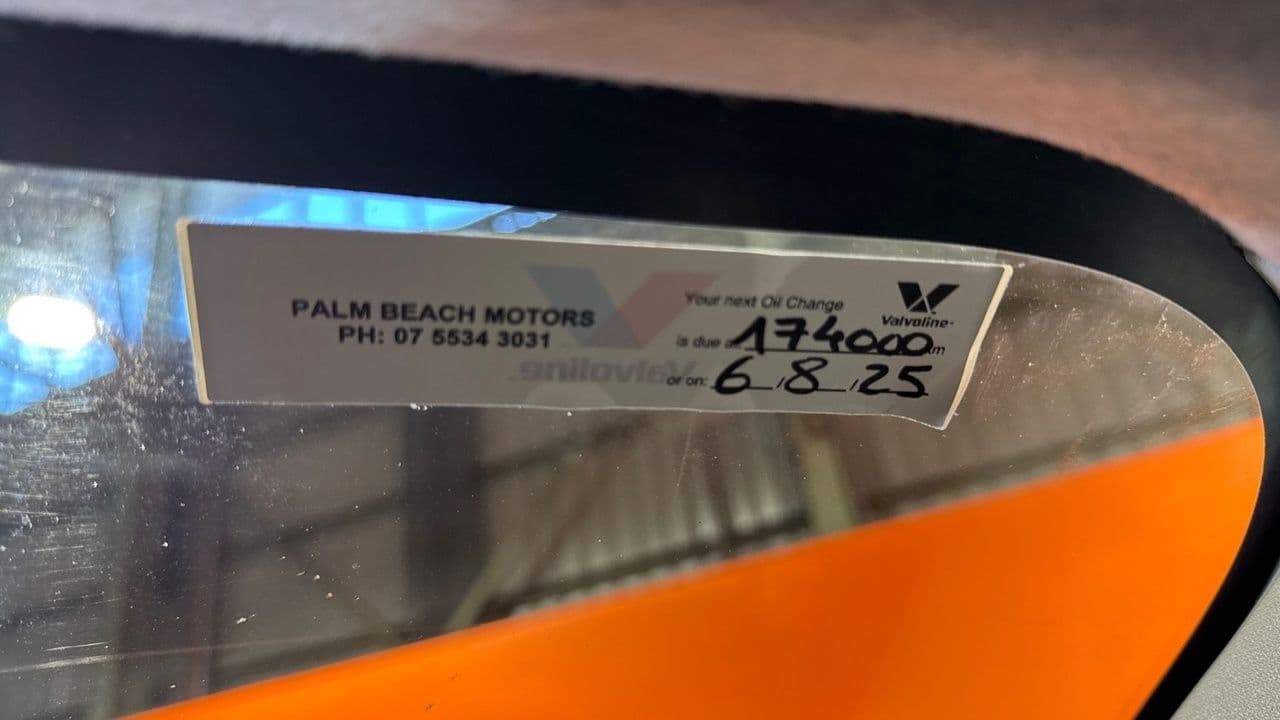 PALM BEACH MOTORS
PH: 07 5534 3031
Valvoline
Your next Oil Change
is due at 174000 km
or on: 6 / 8 / 25
Valvoline